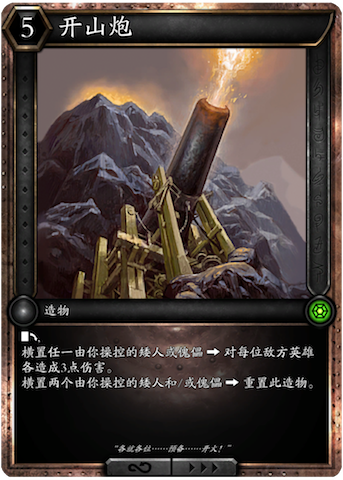 5 开山炮
造物
横置任一由你操控的矮人或傀儡 ➡ 对每位敌方英雄
各造成3点伤害。
横置两个由你操控的矮人和/或傀儡 ➡ 重置此造物。
“各就各位……预备……开火！”